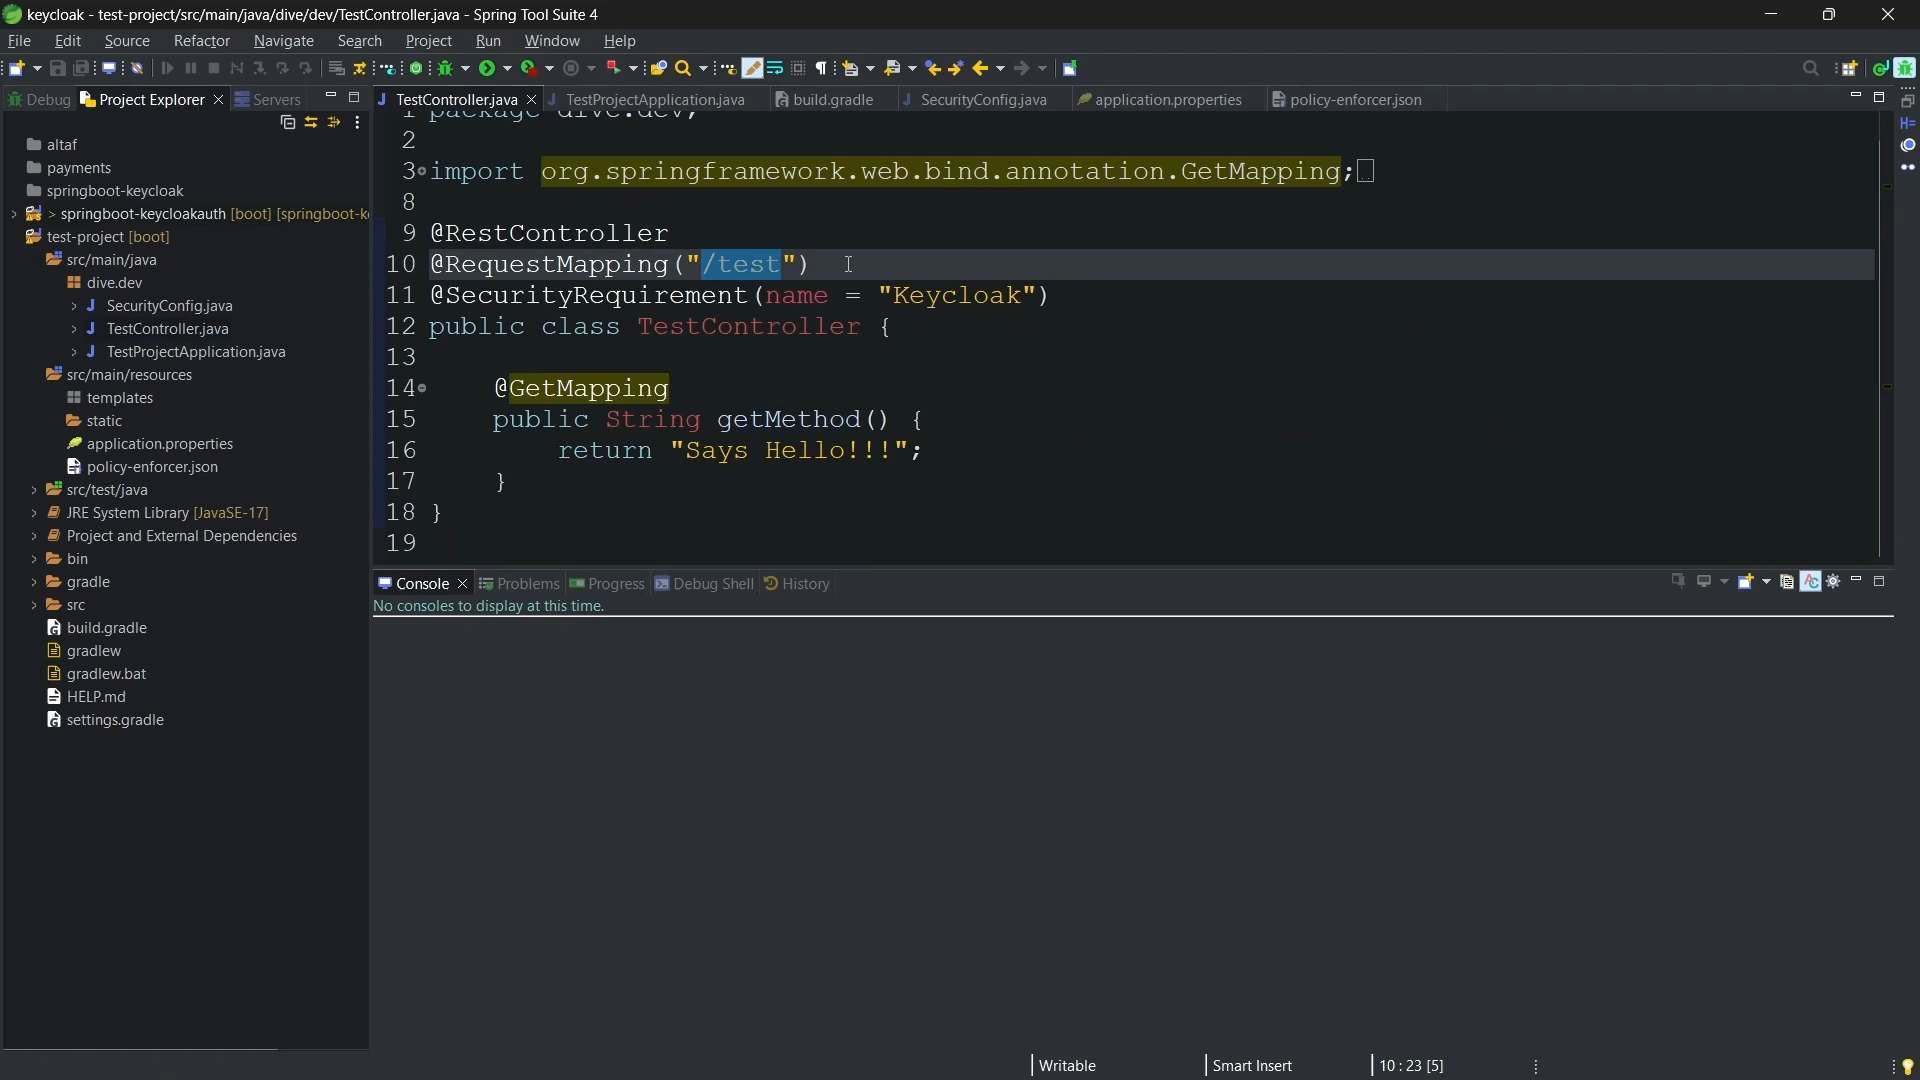 keycloak - test-project/src/main/java/dive/dev/TestController.java - Spring Tool Suite 4
File Edit Source Refactor Navigate Search Project Run Window Help
Debug Project Explorer Servers
altaf
payments
springboot-keycloak
> springboot-keycloakauth [boot] [springboot-k
test-project [boot]
src/main/java
dive.dev
SecurityConfig.java
TestController.java
TestProjectApplication.java
src/main/resources
templates
static
application.properties
policy-enforcer.json
src/test/java
JRE System Library [JavaSE-17]
Project and External Dependencies
bin
gradle
src
build.gradle
gradlew
gradlew.bat
HELP.md
settings.gradle
TestController.java TestProjectApplication.java build.gradle SecurityConfig.java application.properties policy-enforcer.json
1 package dive.dev;
2
3 import org.springframework.web.bind.annotation.GetMapping;
8
9 @RestController
10 @RequestMapping("/test")
11 @SecurityRequirement(name = "Keycloak")
12 public class TestController {
13
14 @GetMapping
15 public String getMethod() {
16 return "Says Hello!!!";
17 }
18 }
19
Console Problems Progress Debug Shell History
No consoles to display at this time.
Writable Smart Insert 10 : 23 [5]